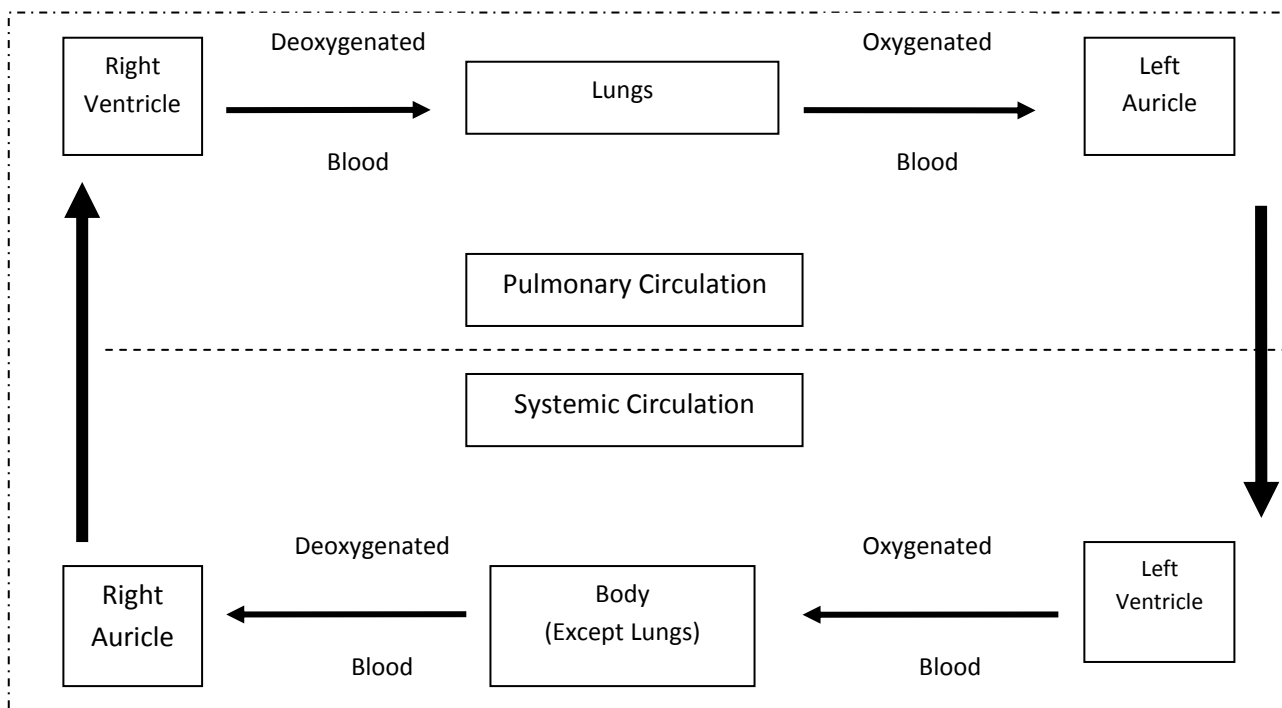 Deoxygenated
Oxygenated
Right
Ventricle
Lungs
Left
Auricle
Blood
Blood
Pulmonary Circulation
Systemic Circulation
Deoxygenated
Oxygenated
Right
Auricle
Body
(Except Lungs)
Left
Ventricle
Blood
Blood